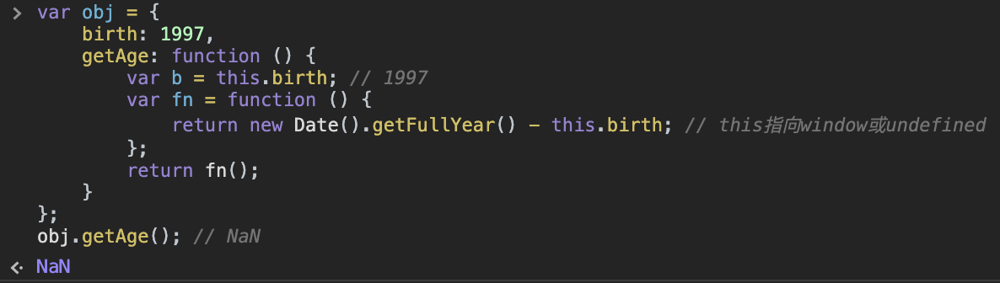 > var obj = {
    birth: 1997,
    getAge: function () {
        var b = this.birth; // 1997
        var fn = function () {
            return new Date().getFullYear() - this.birth; // this指向window或undefined
        };
        return fn();
    }
};
obj.getAge(); // NaN
NaN